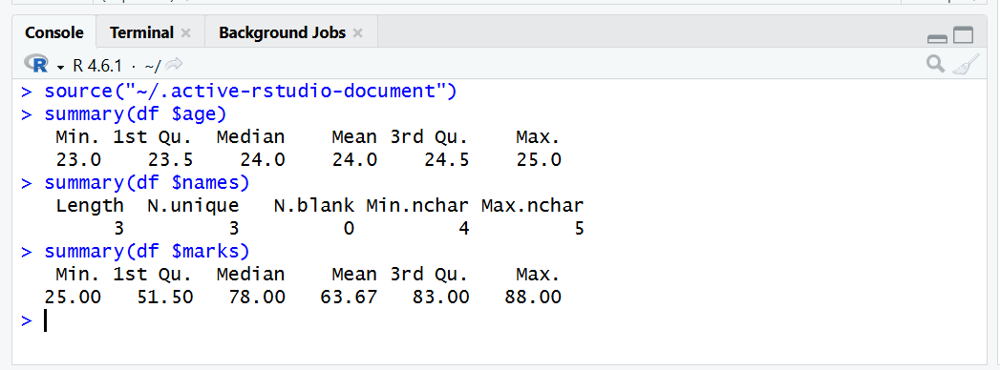 Console Terminal × Background Jobs ×
R R 4.6.1 · ~/
> source("~/.active-rstudio-document")
> summary(df $age)
   Min. 1st Qu.  Median    Mean 3rd Qu.    Max.
   23.0    23.5    24.0    24.0    24.5    25.0
> summary(df $names)
   Length  N.unique   N.blank Min.nchar Max.nchar
        3         3         0         4         5
> summary(df $marks)
   Min. 1st Qu.  Median    Mean 3rd Qu.    Max.
  25.00   51.50   78.00   63.67   83.00   88.00
>